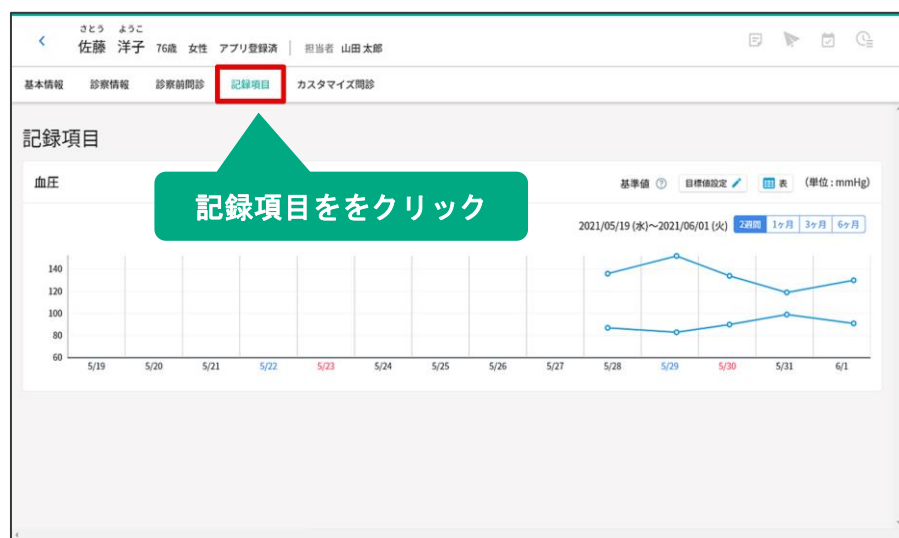 さとう ようこ
佐藤 洋子 76歳 女性 アプリ登録済 担当者 山田 太郎
基本情報 診察情報 診察前問診 記録項目 カスタマイズ問診
記録項目
記録項目ををクリック
血圧 基準値 ? 目標値設定 表 (単位 : mmHg)
2021/05/19 (水)～2021/06/01 (火) 2週間 1ヶ月 3ヶ月 6ヶ月
140
120
100
80
60
5/19 5/20 5/21 5/22 5/23 5/24 5/25 5/26 5/27 5/28 5/29 5/30 5/31 6/1